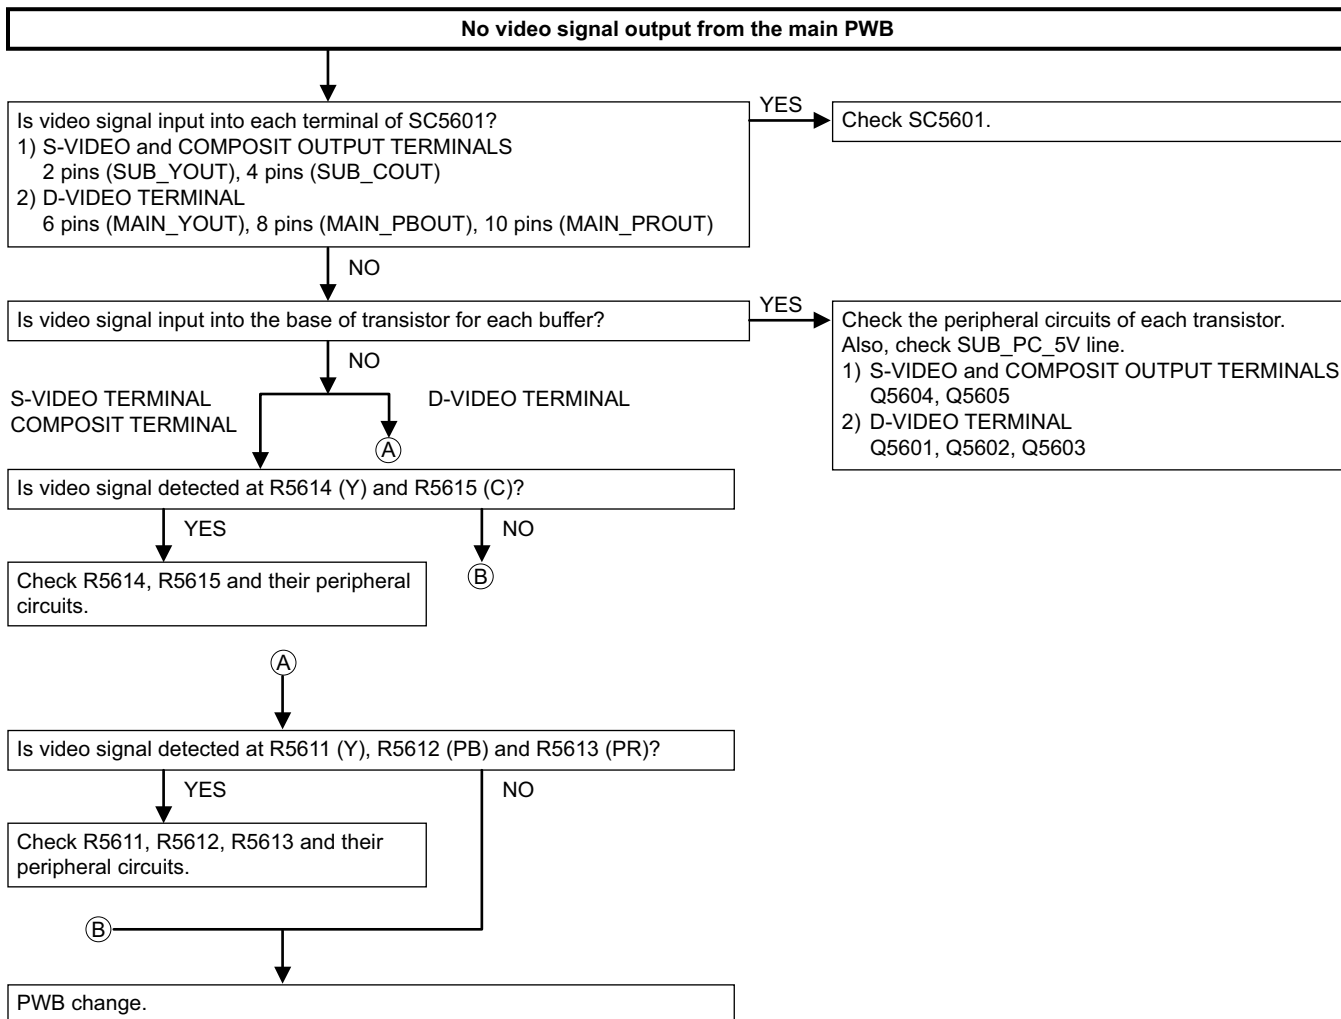 No video signal output from the main PWB
Is video signal input into each terminal of SC5601?
1) S-VIDEO and COMPOSIT OUTPUT TERMINALS
2 pins (SUB_YOUT), 4 pins (SUB_COUT)
2) D-VIDEO TERMINAL
6 pins (MAIN_YOUT), 8 pins (MAIN_PBOUT), 10 pins (MAIN_PROUT)
YES
Check SC5601.
NO
Is video signal input into the base of transistor for each buffer?
YES
Check the peripheral circuits of each transistor.
Also, check SUB_PC_5V line.
1) S-VIDEO and COMPOSIT OUTPUT TERMINALS
Q5604, Q5605
2) D-VIDEO TERMINAL
Q5601, Q5602, Q5603
NO
S-VIDEO TERMINAL
COMPOSIT TERMINAL
D-VIDEO TERMINAL
A
Is video signal detected at R5614 (Y) and R5615 (C)?
YES
NO
Check R5614, R5615 and their peripheral
circuits.
B
A
Is video signal detected at R5611 (Y), R5612 (PB) and R5613 (PR)?
YES
NO
Check R5611, R5612, R5613 and their
peripheral circuits.
B
PWB change.